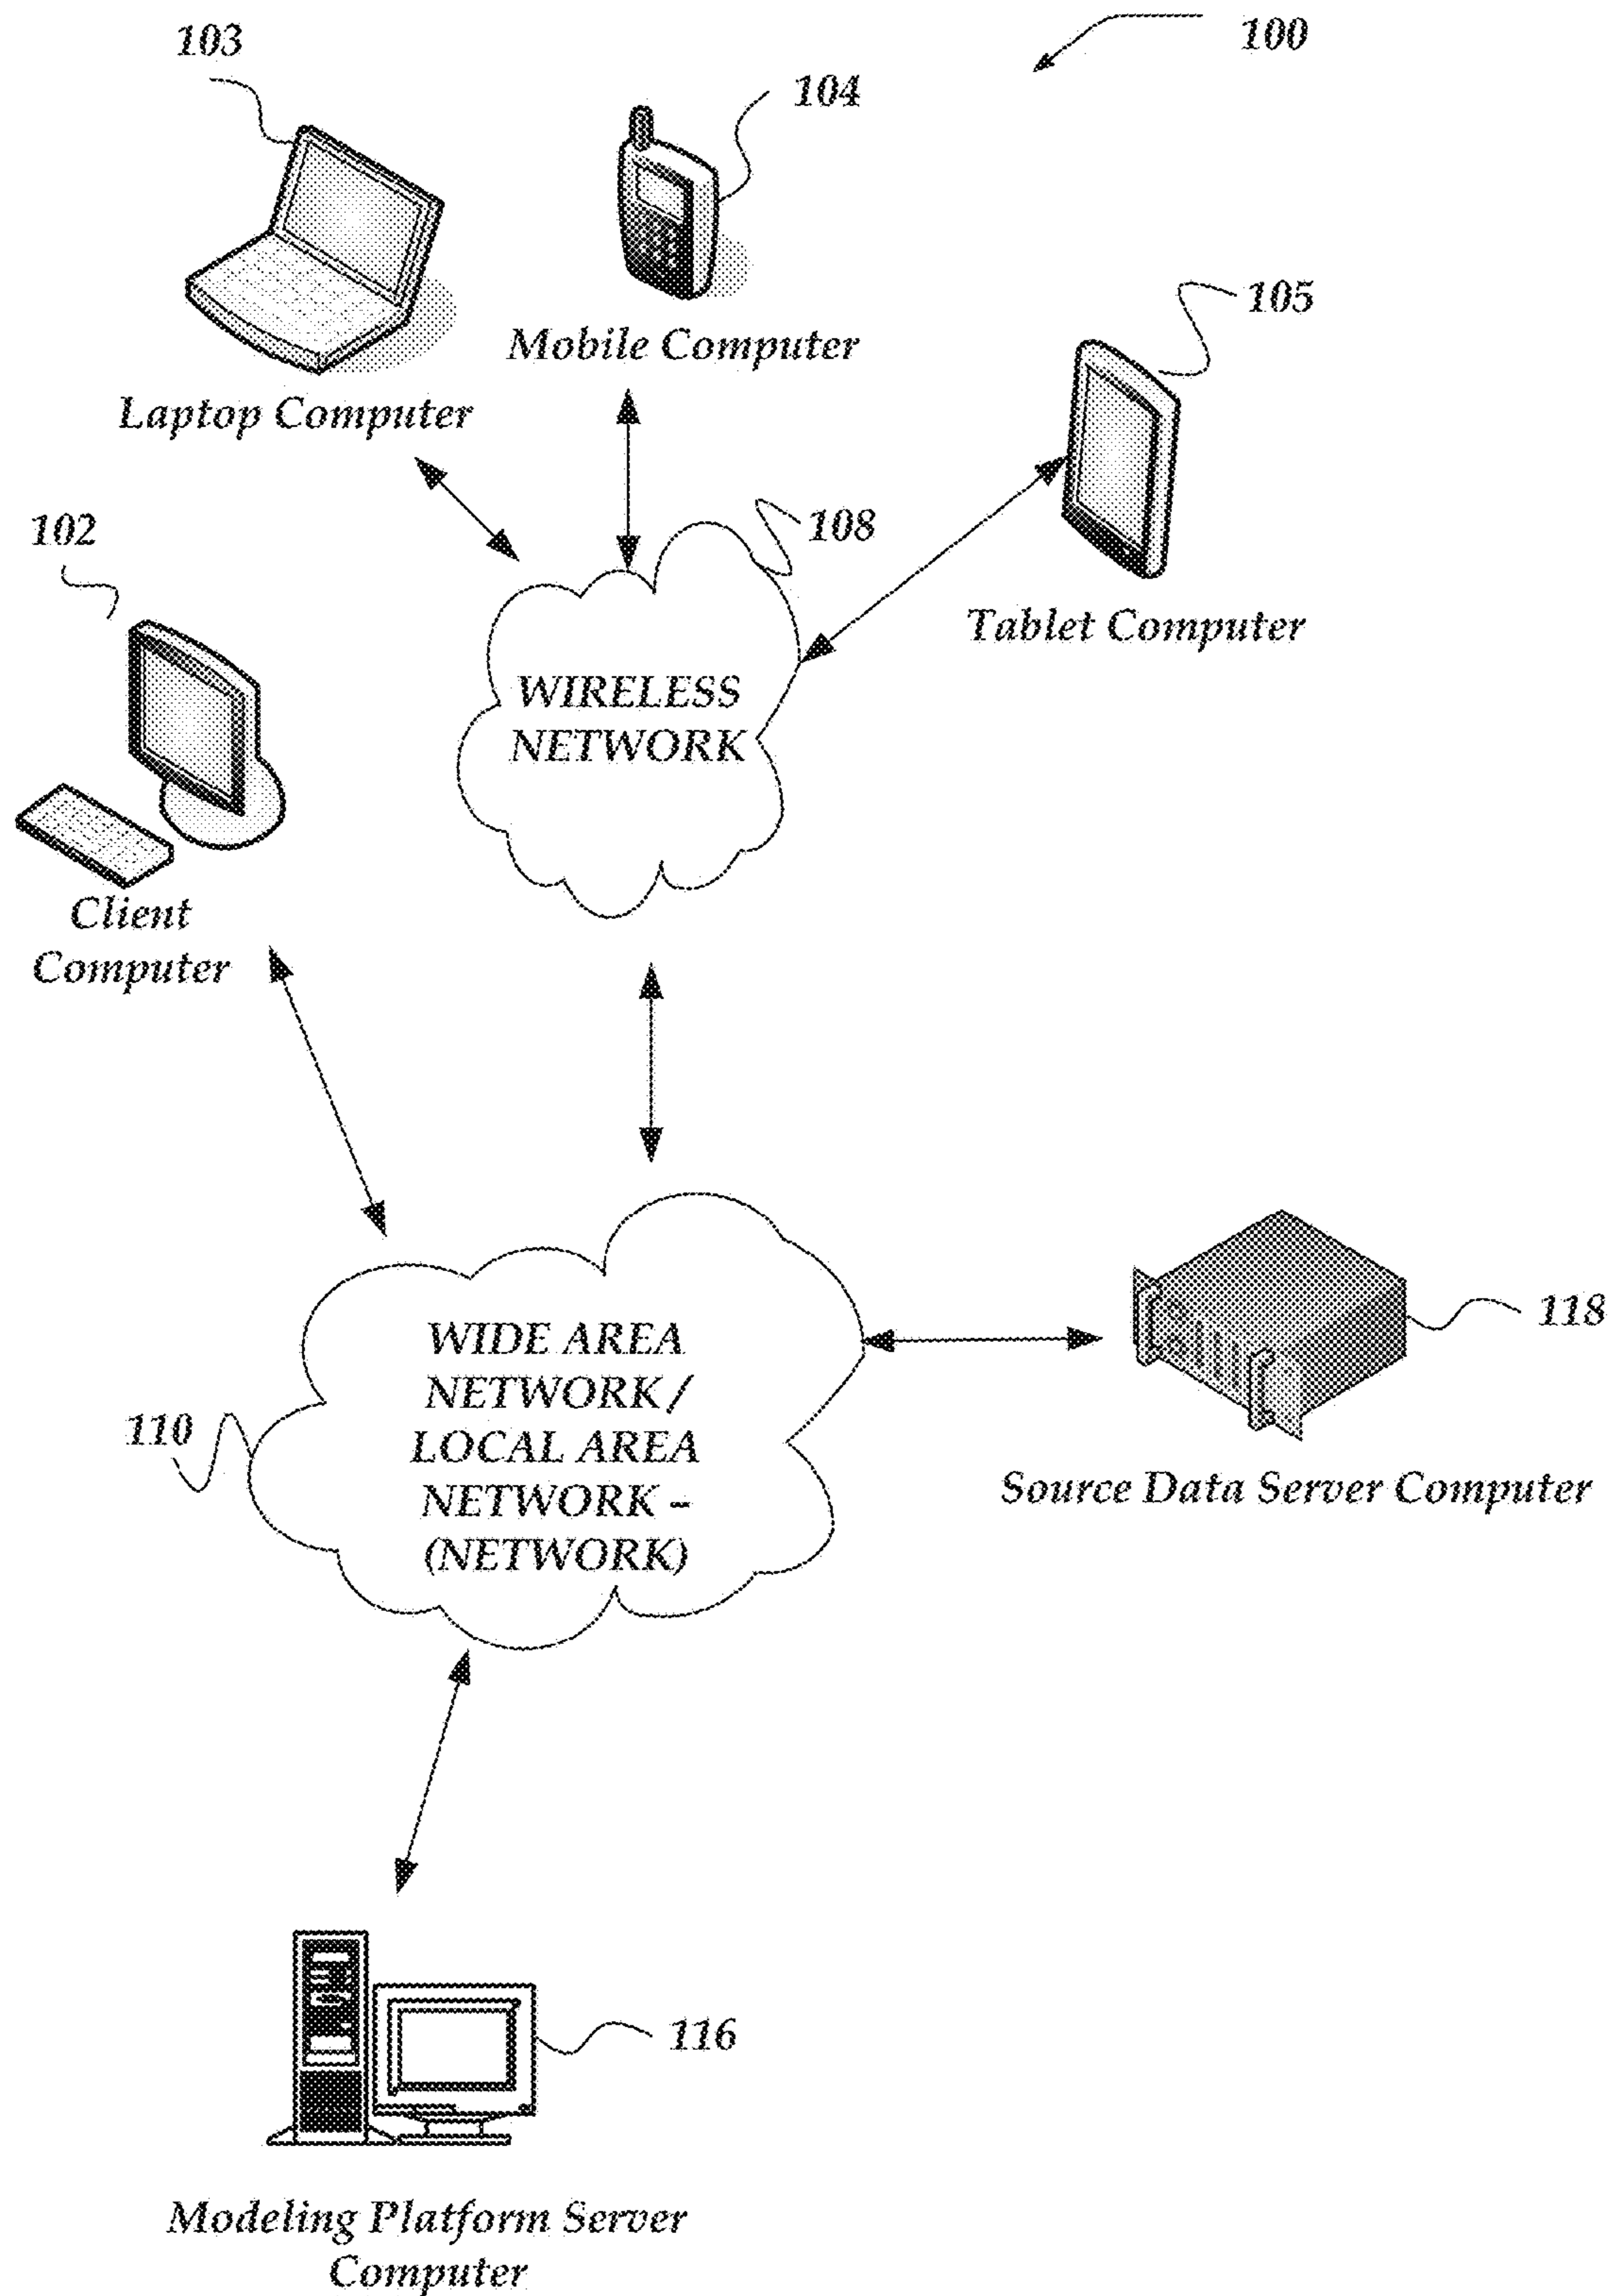 100
103
104
Mobile Computer
105
Laptop Computer
102
108
Tablet Computer
WIRELESS
NETWORK
Client
Computer
WIDE AREA
NETWORK /
LOCAL AREA
NETWORK –
(NETWORK)
110
118
Source Data Server Computer
116
Modeling Platform Server
Computer